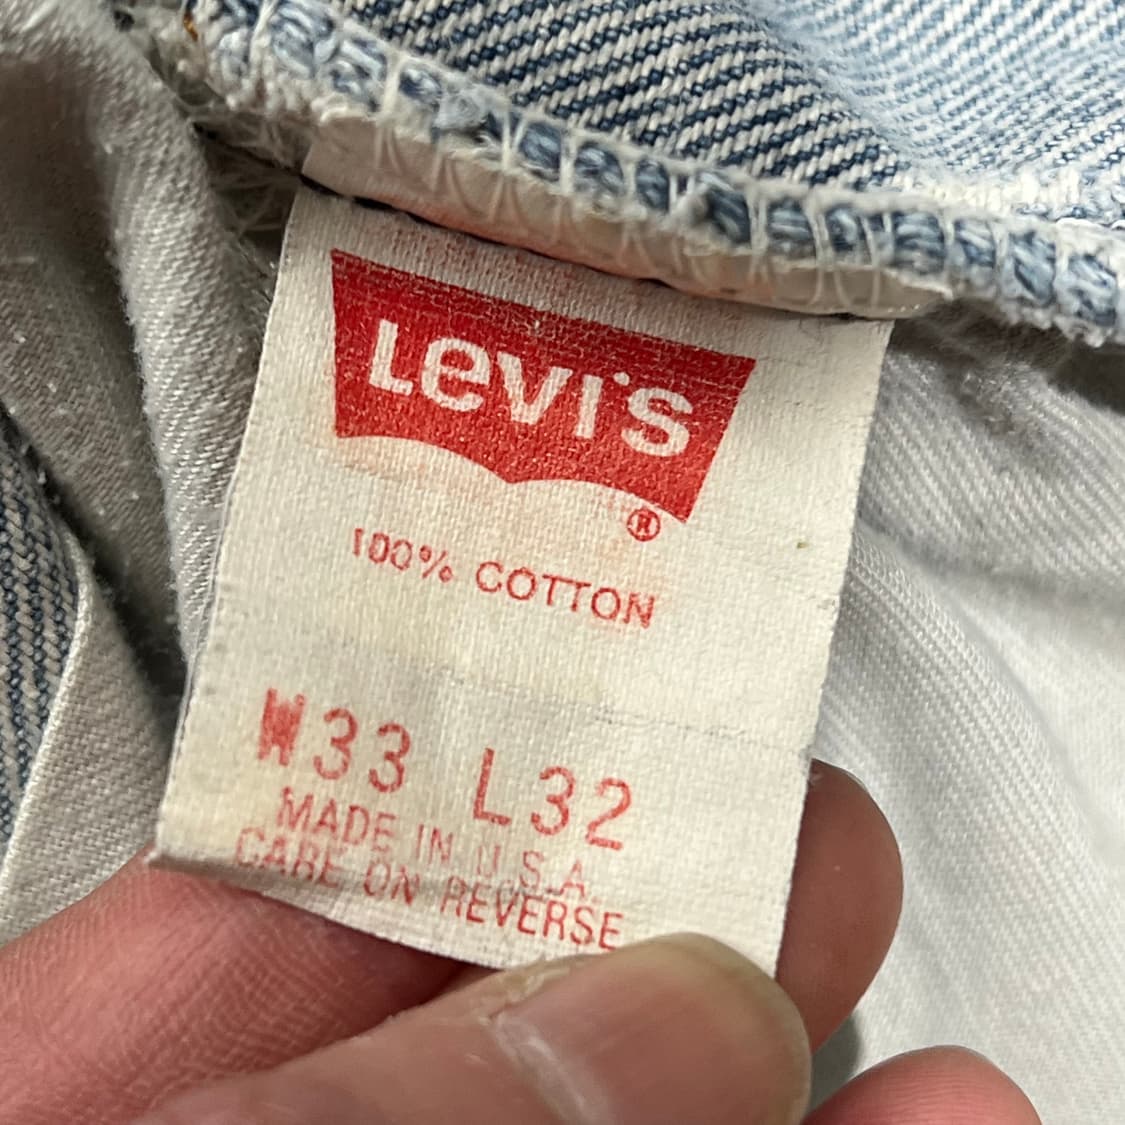 Levi's
®
100% COTTON
W33 L32
MADE IN U.S.A.
CARE ON REVERSE